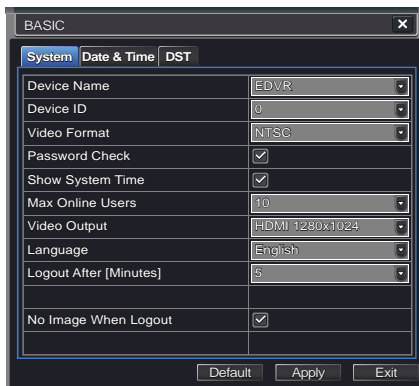 BASIC
System Date & Time DST
Device Name EDVR
Device ID 0
Video Format NTSC
Password Check
Show System Time
Max Online Users 10
Video Output HDMI 1280x1024
Language English
Logout After [Minutes] 5
No Image When Logout
Default Apply Exit